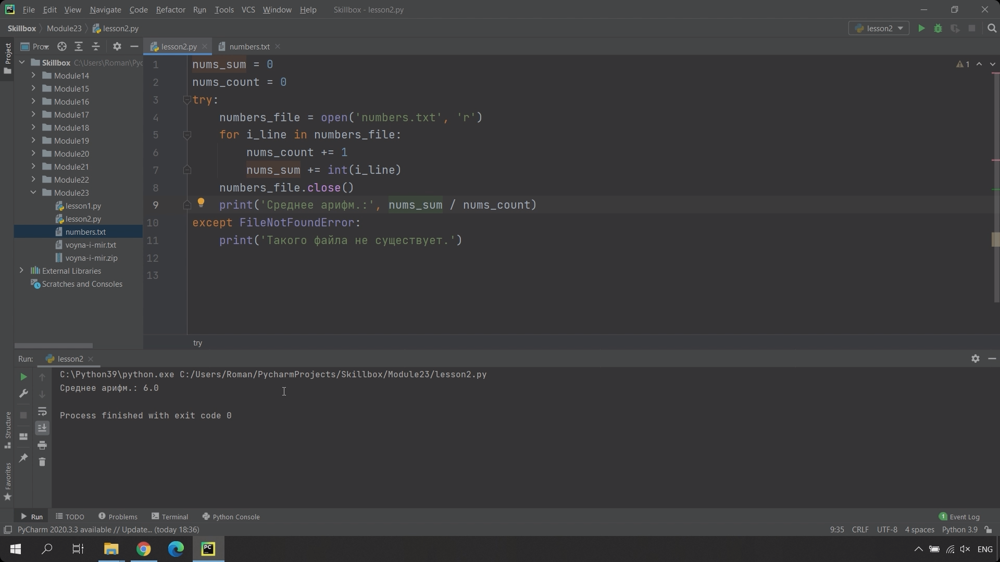 File Edit View Navigate Code Refactor Run Tools VCS Window Help Skillbox - lesson2.py
Skillbox Module23 lesson2.py lesson2
Project
Pro... lesson2.py numbers.txt
Skillbox C:\Users\Roman\Pyc
Module14
Module15
Module16
Module17
Module18
Module19
Module20
Module21
Module22
Module23
lesson1.py
lesson2.py
numbers.txt
voyna-i-mir.txt
voyna-i-mir.zip
External Libraries
Scratches and Consoles
1 nums_sum = 0
2 nums_count = 0
3 try:
4 numbers_file = open('numbers.txt', 'r')
5 for i_line in numbers_file:
6 nums_count += 1
7 nums_sum += int(i_line)
8 numbers_file.close()
9 print('Среднее арифм.:', nums_sum / nums_count)
10 except FileNotFoundError:
11 print('Такого файла не существует.')
12
13
1
try
Run: lesson2
C:\Python39\python.exe C:/Users/Roman/PycharmProjects/Skillbox/Module23/lesson2.py
Среднее арифм.: 6.0
Process finished with exit code 0
Structure
Favorites
Run TODO Problems Terminal Python Console 1 Event Log
PyCharm 2020.3.3 available // Update... (today 18:36) 9:35 CRLF UTF-8 4 spaces Python 3.9
PC
ENG